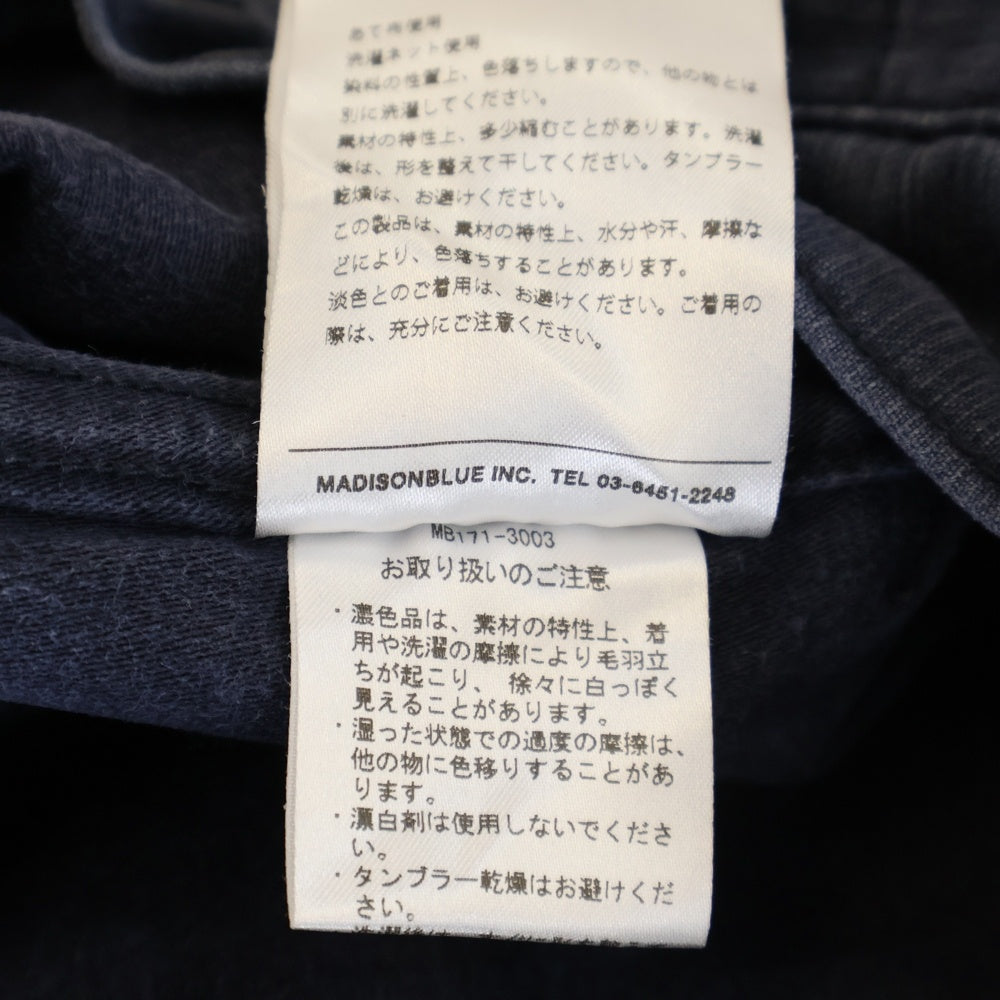 あて布使用
洗濯ネット使用
染料の性質上、色落ちしますので、他の物とは
別に洗濯してください。
素材の特性上、多少縮むことがあります。洗濯
後は、形を整えて干してください。タンブラー
乾燥は、お避けください。
この製品は、素材の特性上、水分や汗、摩擦な
どにより、色落ちすることがあります。
淡色とのご着用は、お避けください。ご着用の
際は、充分にご注意ください。
MADISONBLUE INC. TEL 03-6451-2248
MB171-3003
お取り扱いのご注意
・濃色品は、素材の特性上、着
用や洗濯の摩擦により毛羽立
ちが起こり、 徐々に白っぽく
見えることがあります。
・湿った状態での過度の摩擦は、
他の物に色移りすることがあ
ります。
・漂白剤は使用しないでくださ
い。
・タンブラー乾燥はお避けくだ
さい。